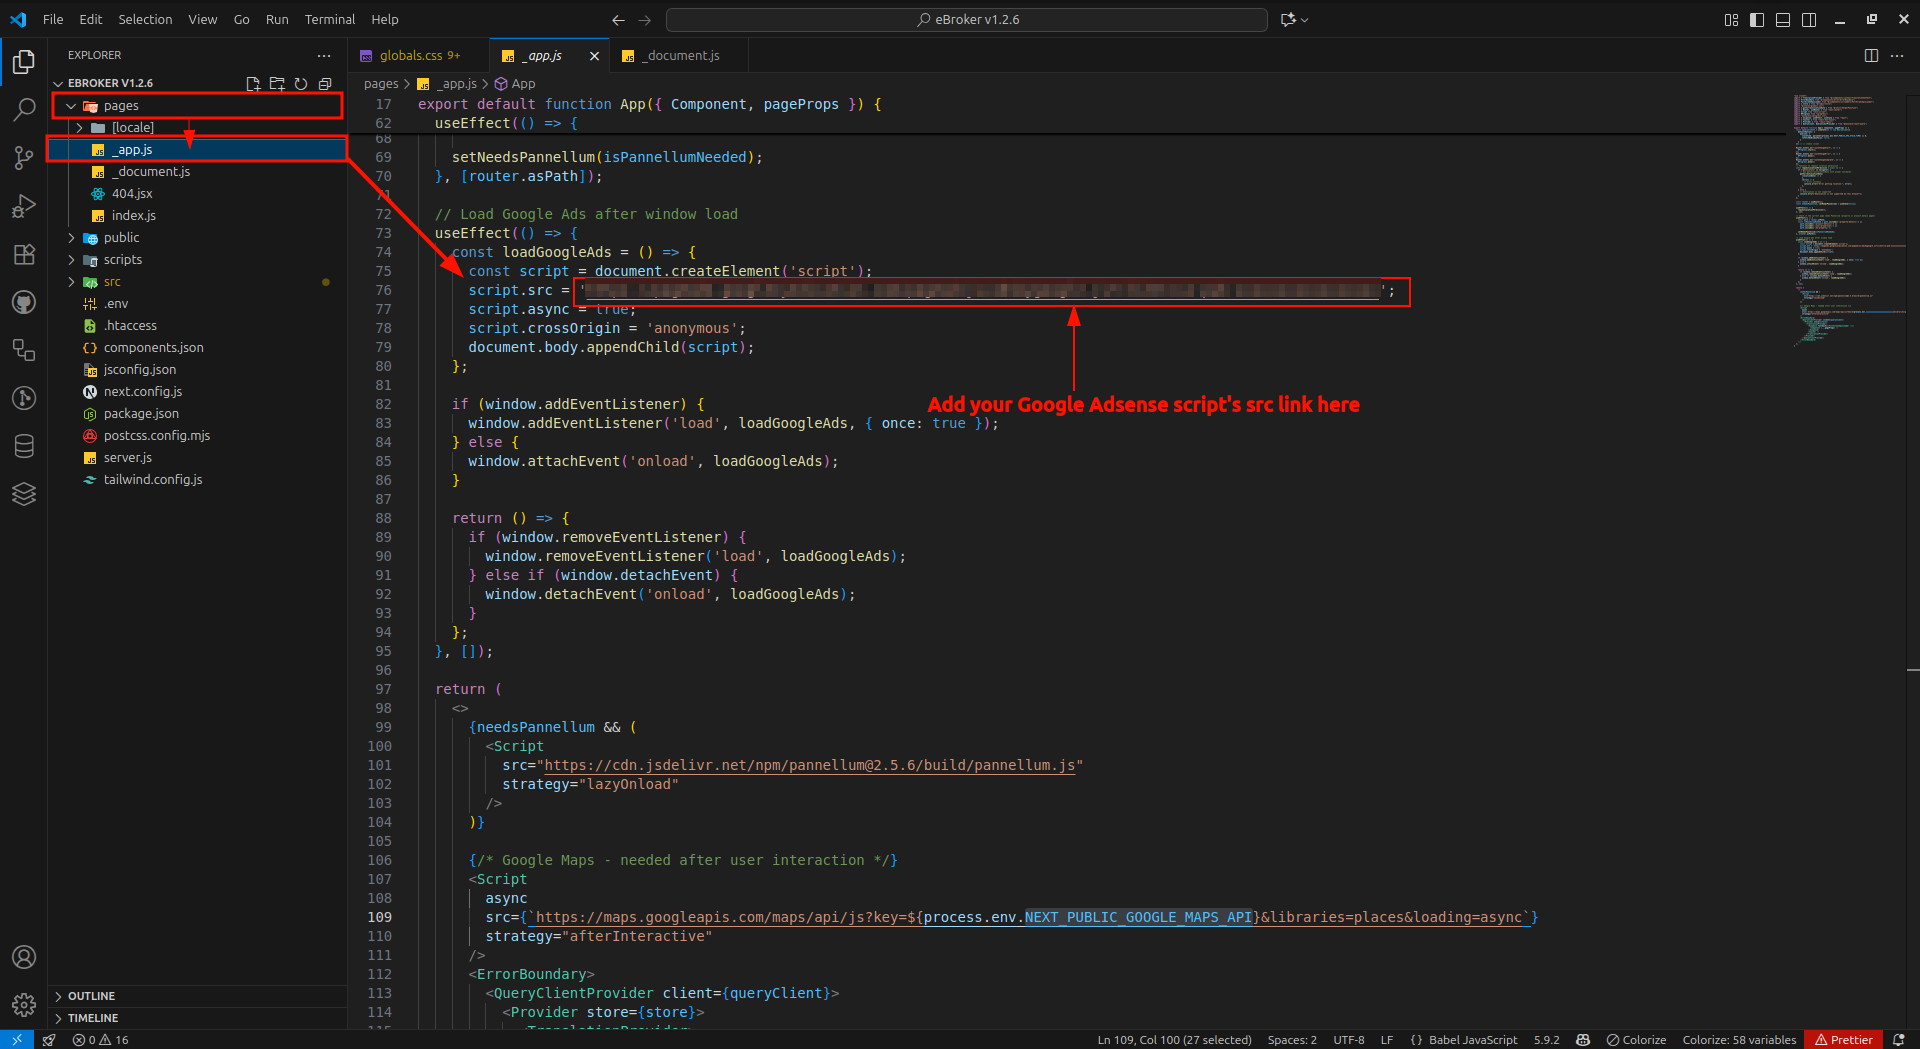 File Edit Selection View Go Run Terminal Help
eBroker v1.2.6
EXPLORER
EBROKER V1.2.6
pages
[locale]
_app.js
_document.js
404.jsx
index.js
public
scripts
src
.env
.htaccess
components.json
jsconfig.json
next.config.js
package.json
postcss.config.mjs
server.js
tailwind.config.js
OUTLINE
TIMELINE
globals.css 9+
_app.js
_document.js
pages > _app.js > App
17 export default function App({ Component, pageProps }) {
62 useEffect(() => {
68
69 setNeedsPannellum(isPannellumNeeded);
70 }, [router.asPath]);
71
72 // Load Google Ads after window load
73 useEffect(() => {
74 const loadGoogleAds = () => {
75 const script = document.createElement('script');
76 script.src = '';
77 script.async = true;
78 script.crossOrigin = 'anonymous';
79 document.body.appendChild(script);
80 };
81
82 if (window.addEventListener) {
83 window.addEventListener('load', loadGoogleAds, { once: true });
84 } else {
85 window.attachEvent('onload', loadGoogleAds);
86 }
87
88 return () => {
89 if (window.removeEventListener) {
90 window.removeEventListener('load', loadGoogleAds);
91 } else if (window.detachEvent) {
92 window.detachEvent('onload', loadGoogleAds);
93 }
94 };
95 }, []);
96
97 return (
98 <>
99 {needsPannellum && (
100 <Script
101 src="https://cdn.jsdelivr.net/npm/pannellum@2.5.6/build/pannellum.js"
102 strategy="lazyOnload"
103 />
104 )}
105
106 {/* Google Maps - needed after user interaction */}
107 <Script
108 async
109 src={`https://maps.googleapis.com/maps/api/js?key=${process.env.NEXT_PUBLIC_GOOGLE_MAPS_API}&libraries=places&loading=async`}
110 strategy="afterInteractive"
111 />
112 <ErrorBoundary>
113 <QueryClientProvider client={queryClient}>
114 <Provider store={store}>
Add your Google Adsense script's src link here
0 16
Ln 109, Col 100 (27 selected) Spaces: 2 UTF-8 LF {} Babel JavaScript 5.9.2 Colorize Colorize: 58 variables Prettier